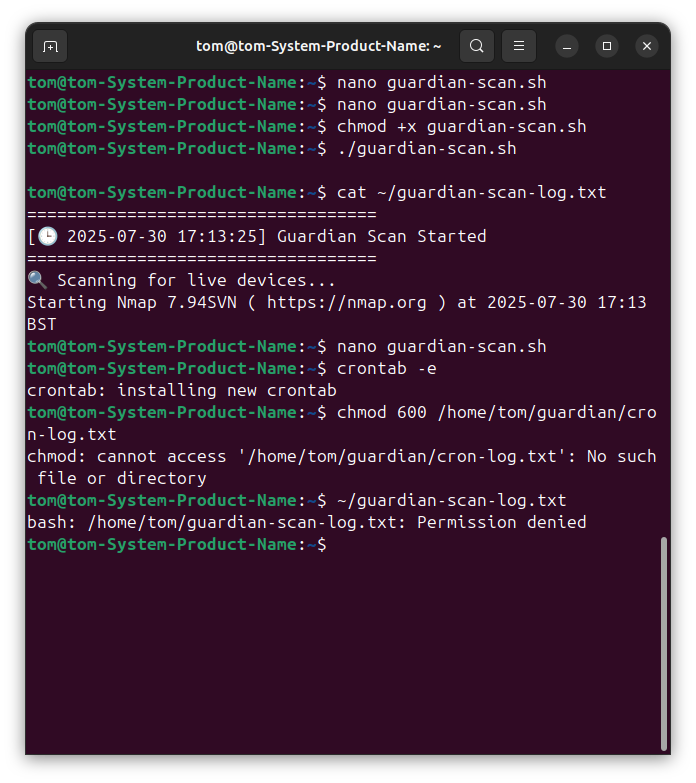 tom@tom-System-Product-Name: ~
tom@tom-System-Product-Name:~$ nano guardian-scan.sh
tom@tom-System-Product-Name:~$ nano guardian-scan.sh
tom@tom-System-Product-Name:~$ chmod +x guardian-scan.sh
tom@tom-System-Product-Name:~$ ./guardian-scan.sh
tom@tom-System-Product-Name:~$ cat ~/guardian-scan-log.txt
===================================
[🕒 2025-07-30 17:13:25] Guardian Scan Started
===================================
🔍 Scanning for live devices...
Starting Nmap 7.94SVN ( https://nmap.org ) at 2025-07-30 17:13
BST
tom@tom-System-Product-Name:~$ nano guardian-scan.sh
tom@tom-System-Product-Name:~$ crontab -e
crontab: installing new crontab
tom@tom-System-Product-Name:~$ chmod 600 /home/tom/guardian/cro
n-log.txt
chmod: cannot access '/home/tom/guardian/cron-log.txt': No such
 file or directory
tom@tom-System-Product-Name:~$ ~/guardian-scan-log.txt
bash: /home/tom/guardian-scan-log.txt: Permission denied
tom@tom-System-Product-Name:~$